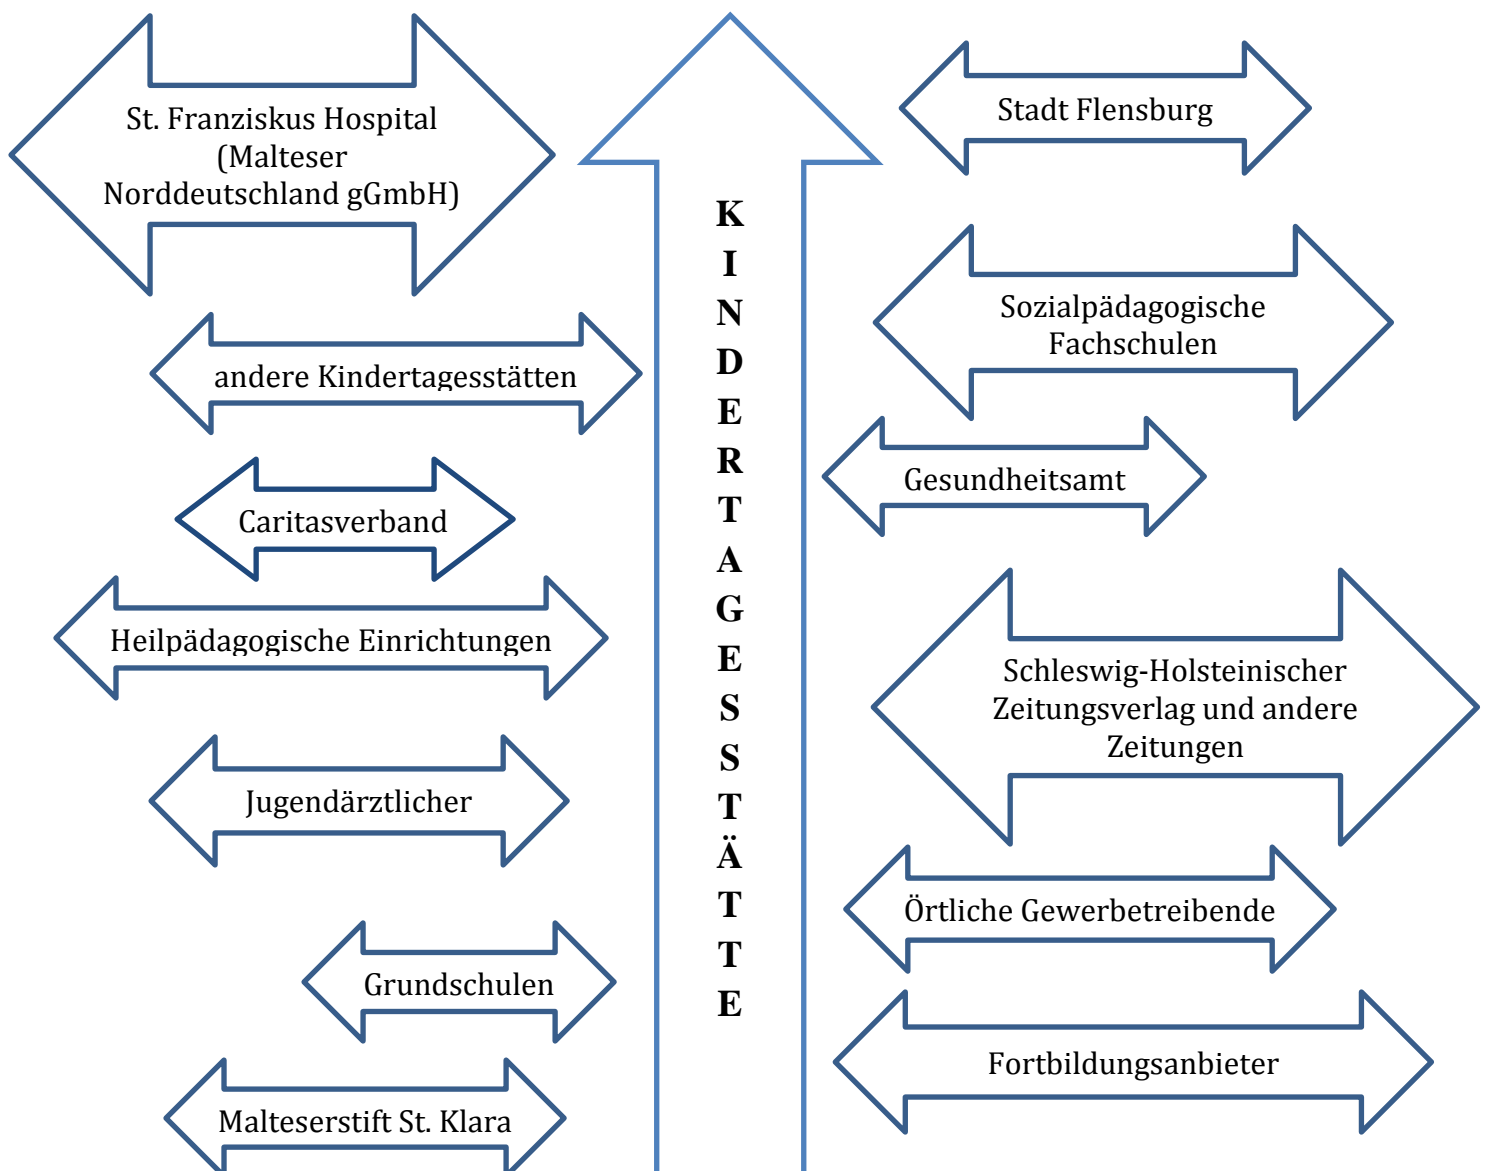 St. Franziskus Hospital
(Malteser
Norddeutschland gGmbH)
andere Kindertagesstätten
Caritasverband
Heilpädagogische Einrichtungen
Jugendärztlicher
Grundschulen
Malteserstift St. Klara
K
I
N
D
E
R
T
A
G
E
S
S
T
Ä
T
T
E
Stadt Flensburg
Sozialpädagogische
Fachschulen
Gesundheitsamt
Schleswig-Holsteinischer
Zeitungsverlag und andere
Zeitungen
Örtliche Gewerbetreibende
Fortbildungsanbieter